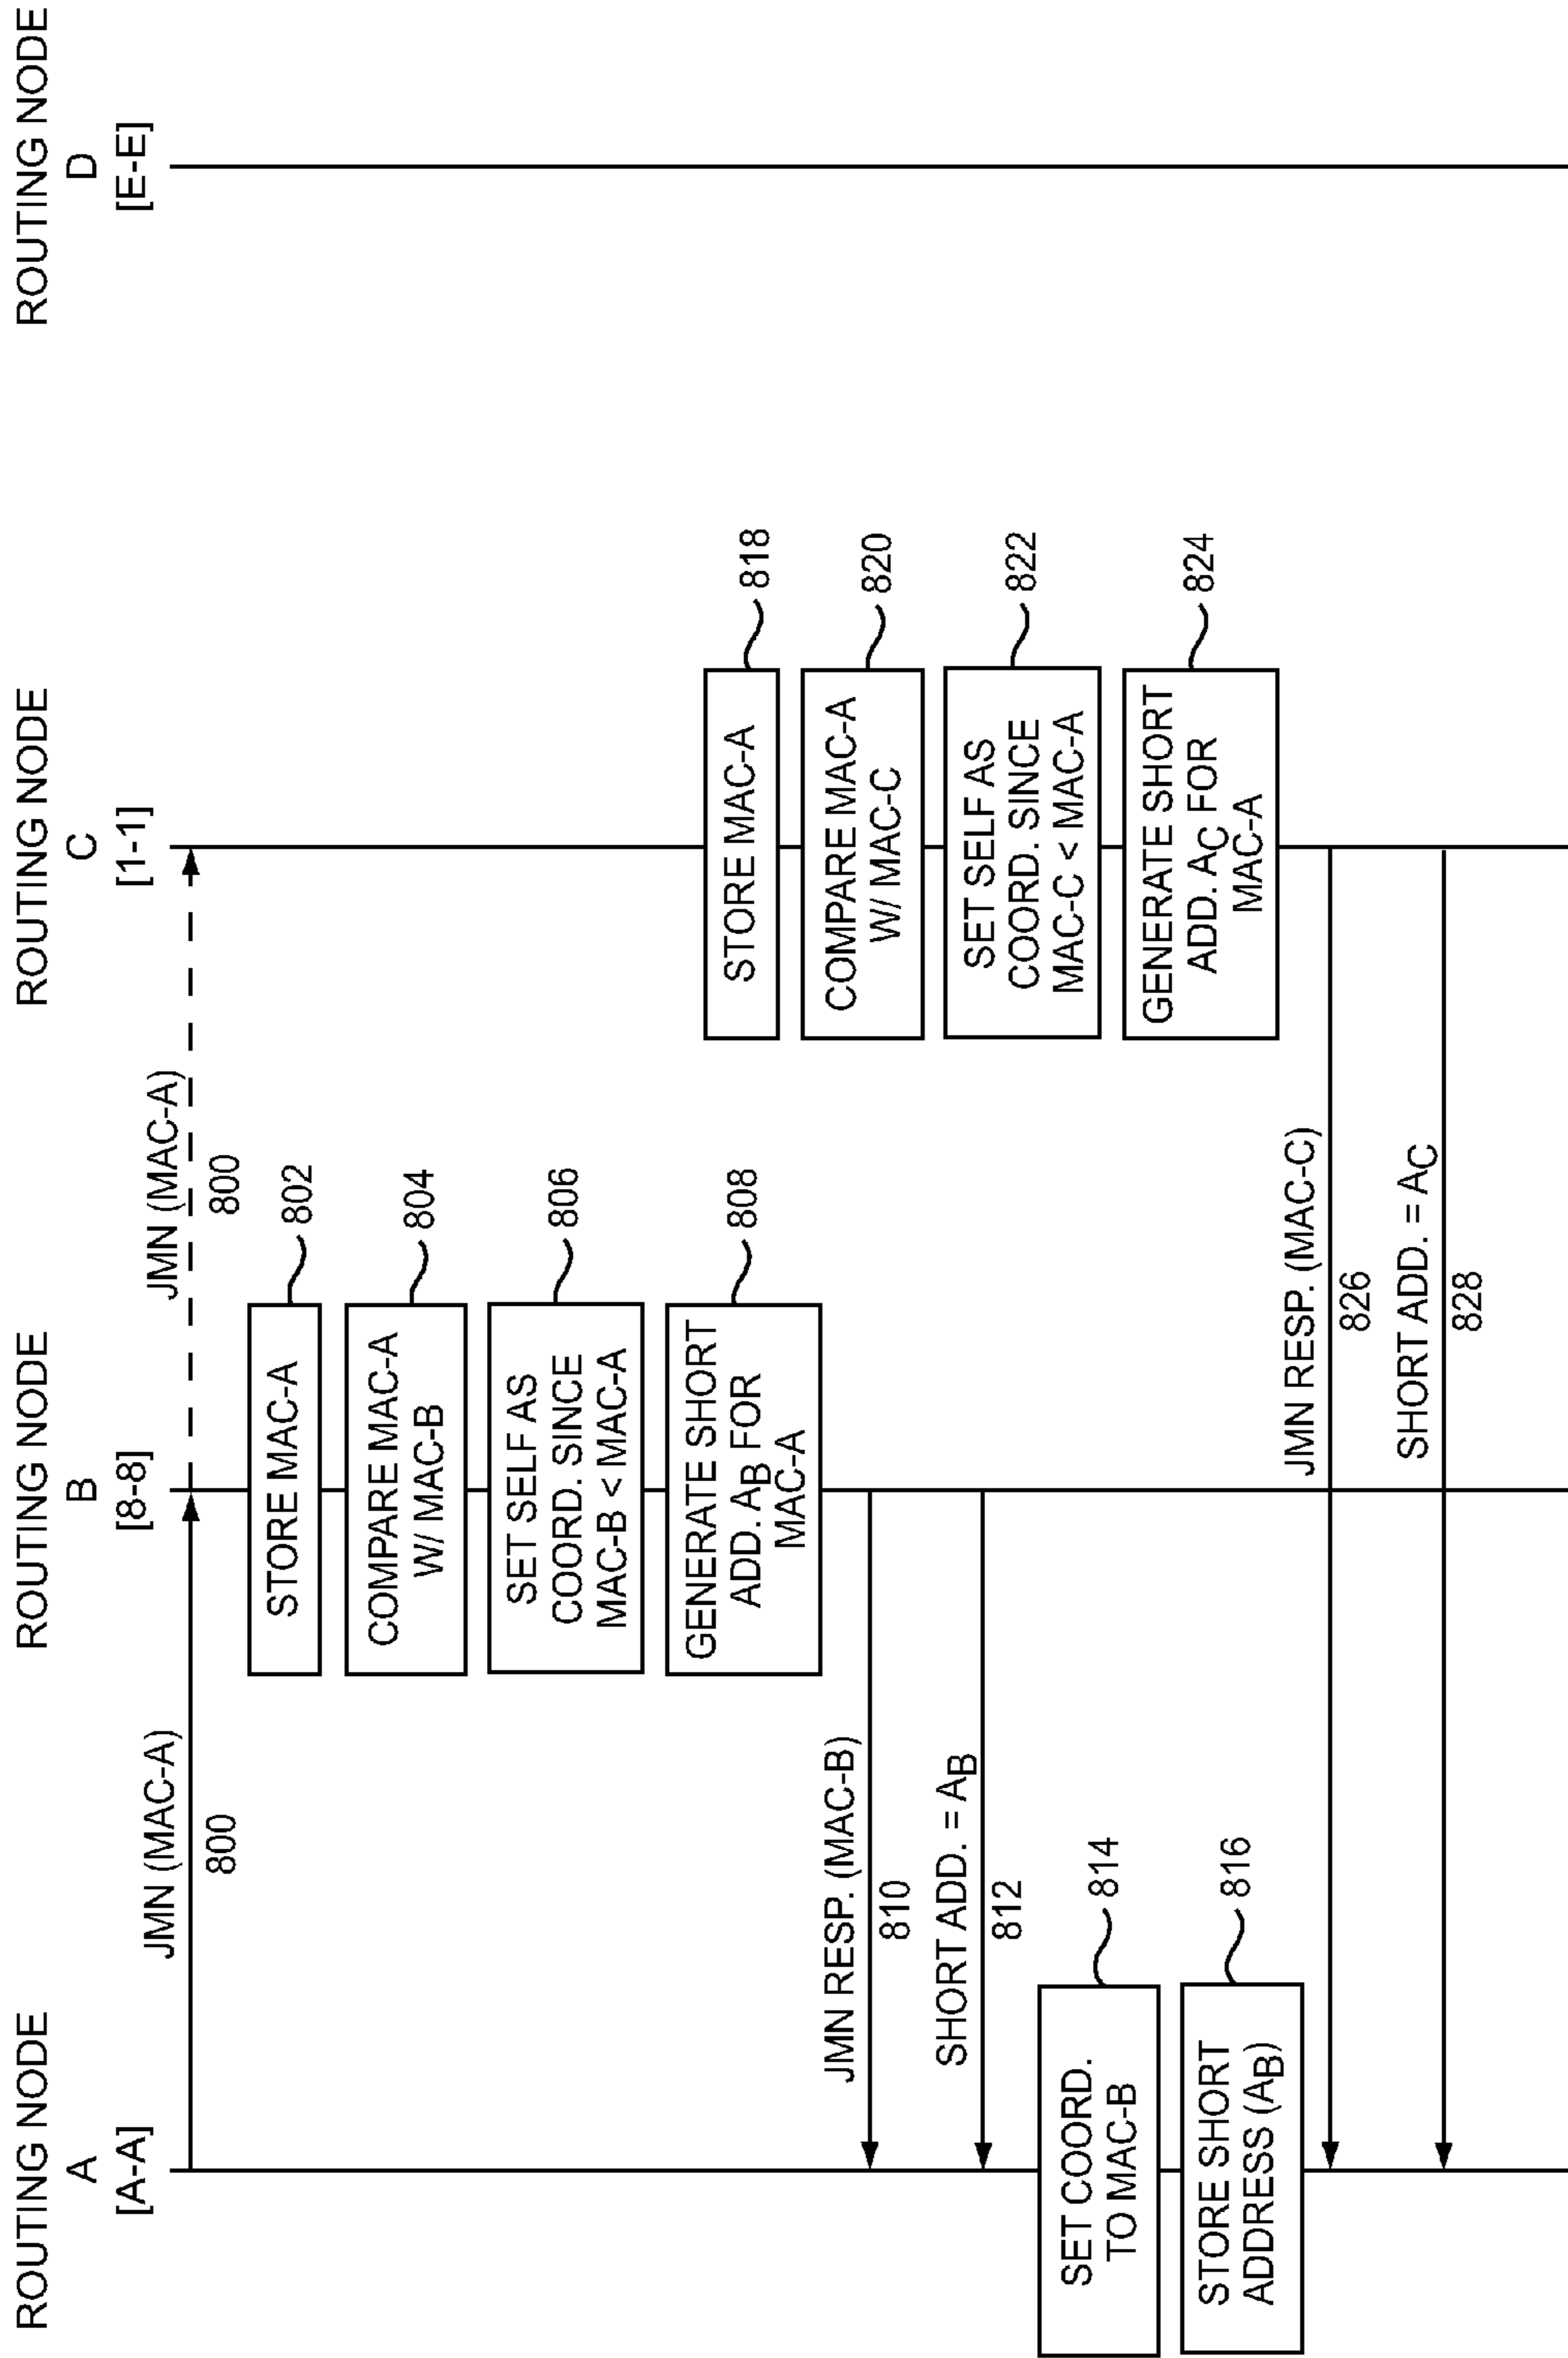 ROUTING NODE
A
[A-A]
ROUTING NODE
B
[8-8]
ROUTING NODE
C
[1-1]
ROUTING NODE
D
[E-E]
JMN (MAC-A)
800
JMN (MAC-A)
800
STORE MAC-A
802
COMPARE MAC-A
W/ MAC-B
804
SET SELF AS
COORD. SINCE
MAC-B < MAC-A
806
GENERATE SHORT
ADD. AB FOR
MAC-A
808
JMN RESP. (MAC-B)
810
SHORT ADD. = AB
812
SET COORD.
TO MAC-B
814
STORE SHORT
ADDRESS (AB)
816
STORE MAC-A
818
COMPARE MAC-A
W/ MAC-C
820
SET SELF AS
COORD. SINCE
MAC-C < MAC-A
822
GENERATE SHORT
ADD. AC FOR
MAC-A
824
JMN RESP. (MAC-C)
826
SHORT ADD. = AC
828